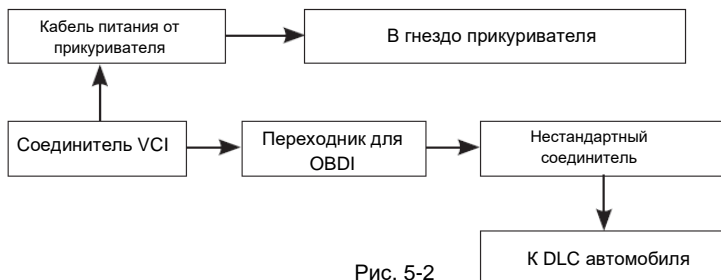 Кабель питания от
прикуривателя
В гнездо прикуривателя
Соединитель VCI
Переходник для
OBDI
Нестандартный
соединитель
К DLC автомобиля
Рис. 5-2